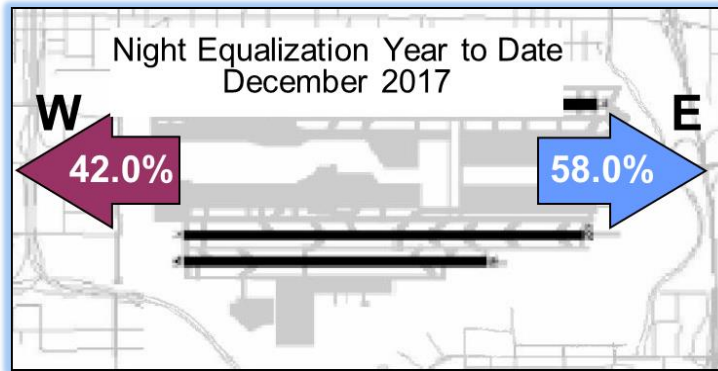 Night Equalization Year to Date
December 2017
W
E
42.0%
58.0%